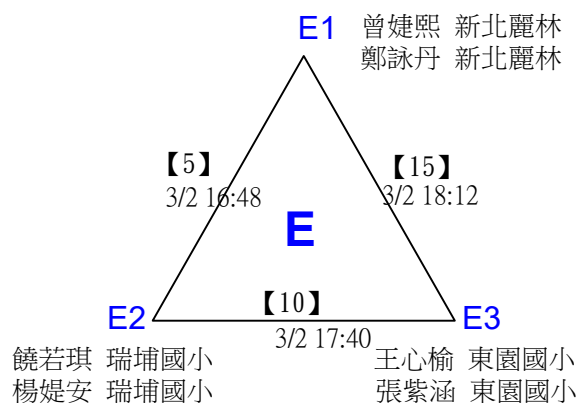 E1 曾婕熙 新北麗林
鄭詠丹 新北麗林
【5】
3/2 16:48
【15】
3/2 18:12
E
E2
【10】
E3
3/2 17:40
饒若琪 瑞埔國小
楊媞安 瑞埔國小
王心榆 東園國小
張紫涵 東園國小